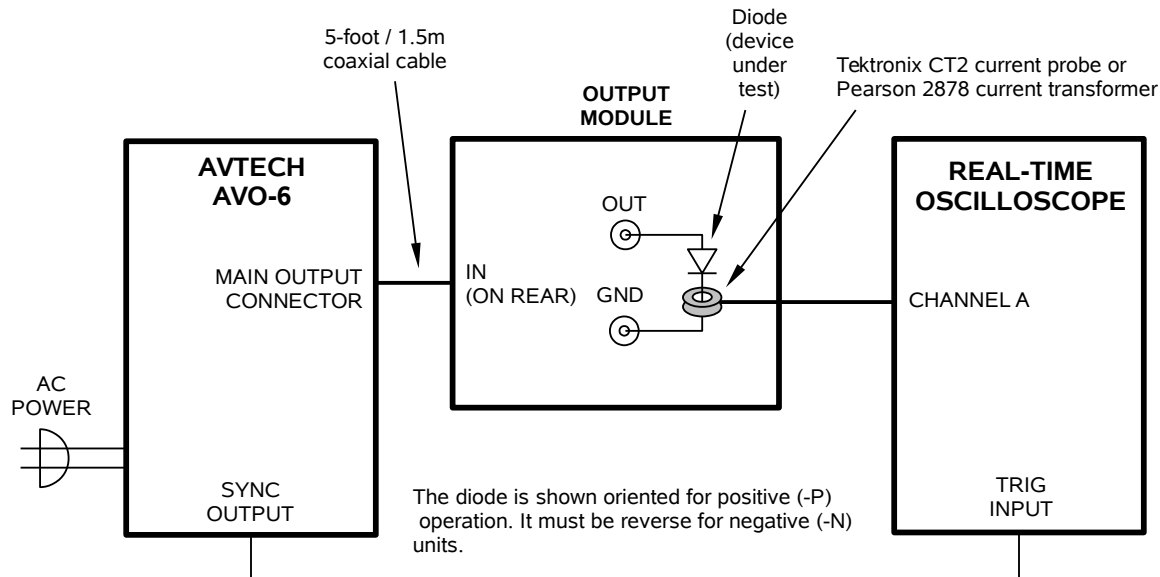 5-foot / 1.5m
coaxial cable
Diode
(device
under
test)
Tektronix CT2 current probe or
Pearson 2878 current transformer
OUTPUT
MODULE
AVTECH
AVO-6
REAL-TIME
OSCILLOSCOPE
OUT
MAIN OUTPUT
CONNECTOR
IN
(ON REAR)
GND
CHANNEL A
AC
POWER
SYNC
OUTPUT
The diode is shown oriented for positive (-P)
operation. It must be reverse for negative (-N)
units.
TRIG
INPUT